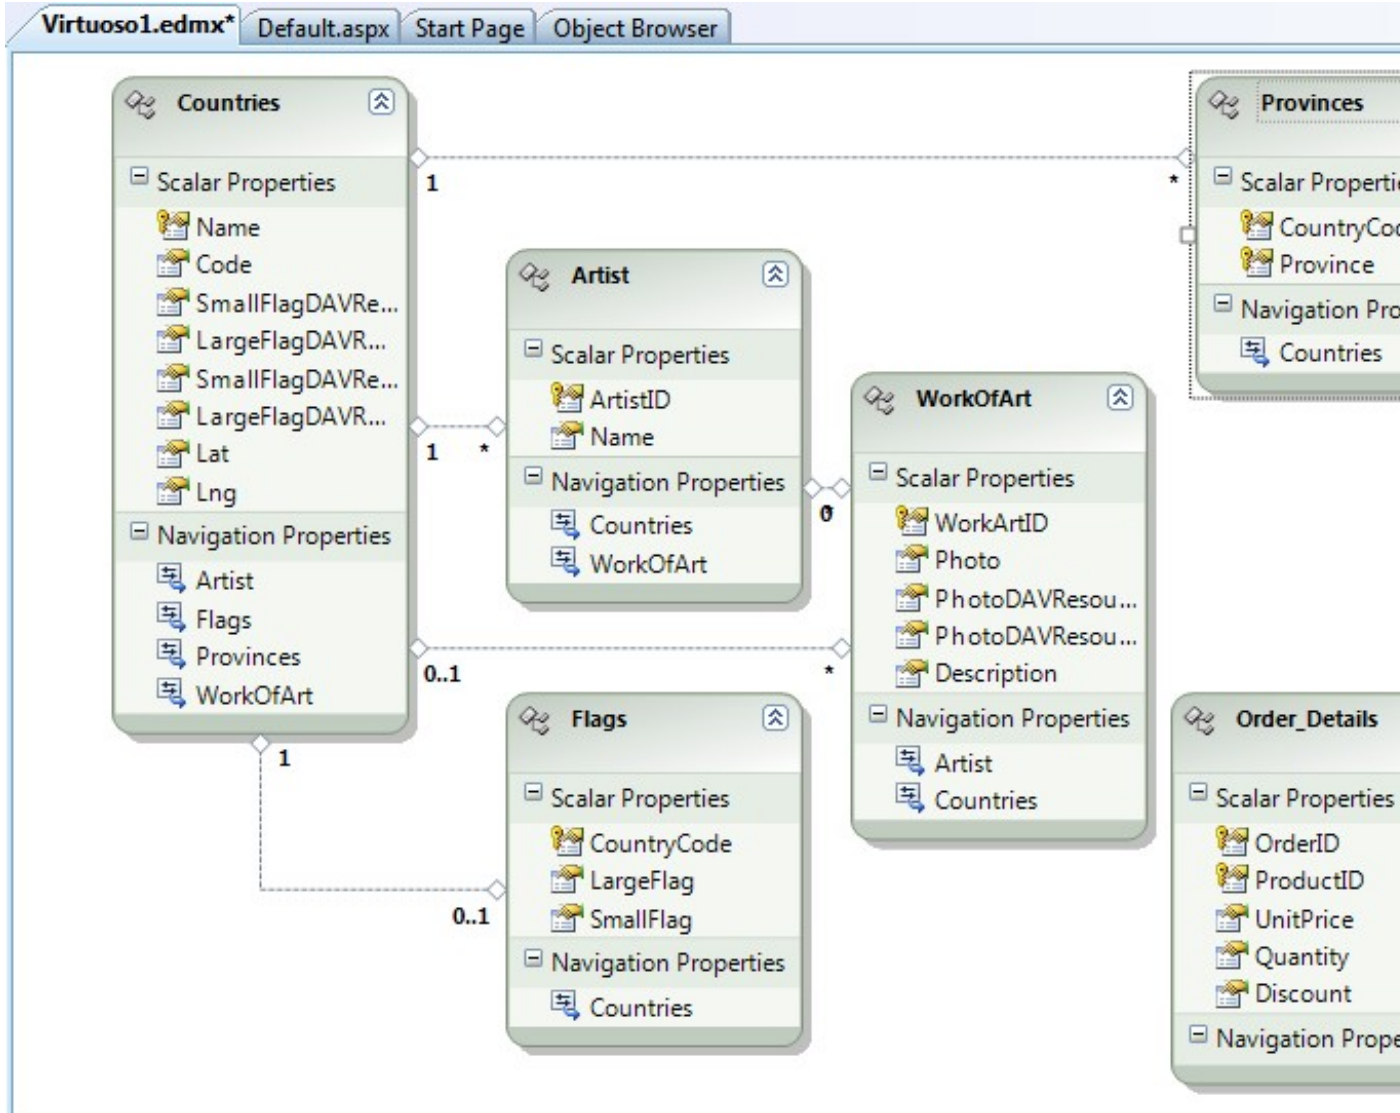 Virtuoso1.edmx*
Default.aspx
Start Page
Object Browser
Countries
Scalar Properties
Name
Code
SmallFlagDAVRe...
LargeFlagDAVR...
SmallFlagDAVRe...
LargeFlagDAVR...
Lat
Lng
Navigation Properties
Artist
Flags
Provinces
WorkOfArt
1
*
1
*
0..1
*
1
0..1
Artist
Scalar Properties
ArtistID
Name
Navigation Properties
Countries
WorkOfArt
WorkOfArt
Scalar Properties
WorkArtID
Photo
PhotoDAVResou...
PhotoDAVResou...
Description
Navigation Properties
Artist
Countries
Flags
Scalar Properties
CountryCode
LargeFlag
SmallFlag
Navigation Properties
Countries
Provinces
Scalar Properti
CountryCo
Province
Navigation Pro
Countries
Order_Details
Scalar Properties
OrderID
ProductID
UnitPrice
Quantity
Discount
Navigation Prope